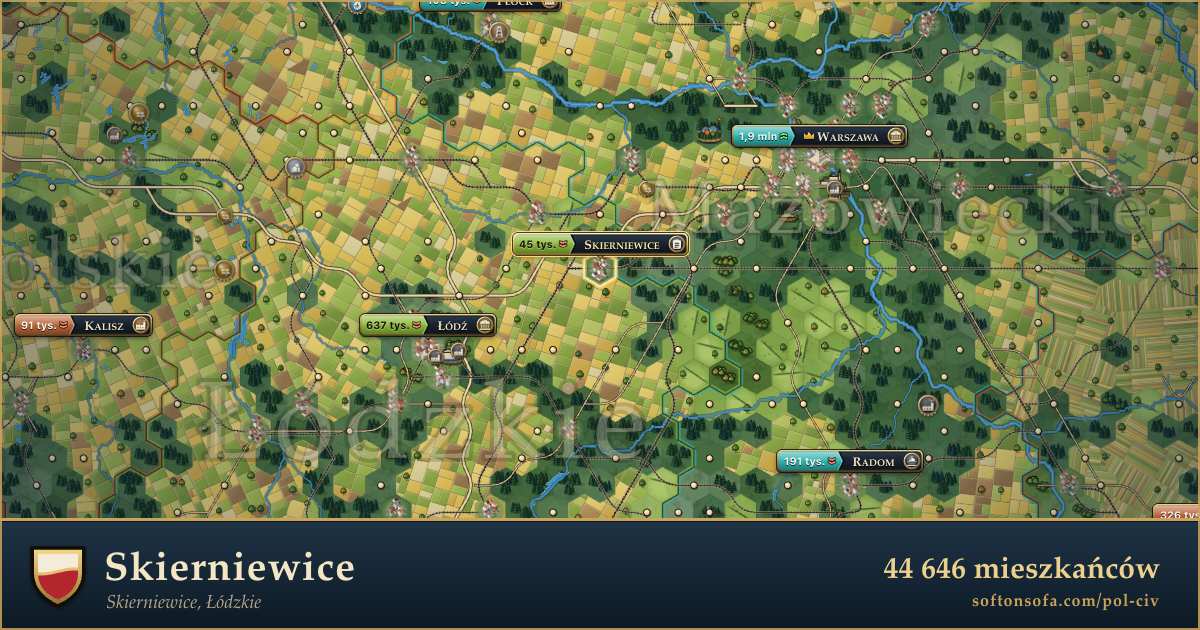 PŁOCK
1,9 mln WARSZAWA
Mazowieckie
45 tys. SKIERNIEWICE
olskie
91 tys. KALISZ
637 tys. ŁÓDŹ
Łódzkie
191 tys. RADOM
326 tys
Skierniewice
44 646 mieszkańców
Skierniewice, Łódzkie
softonsofa.com/pol-civ